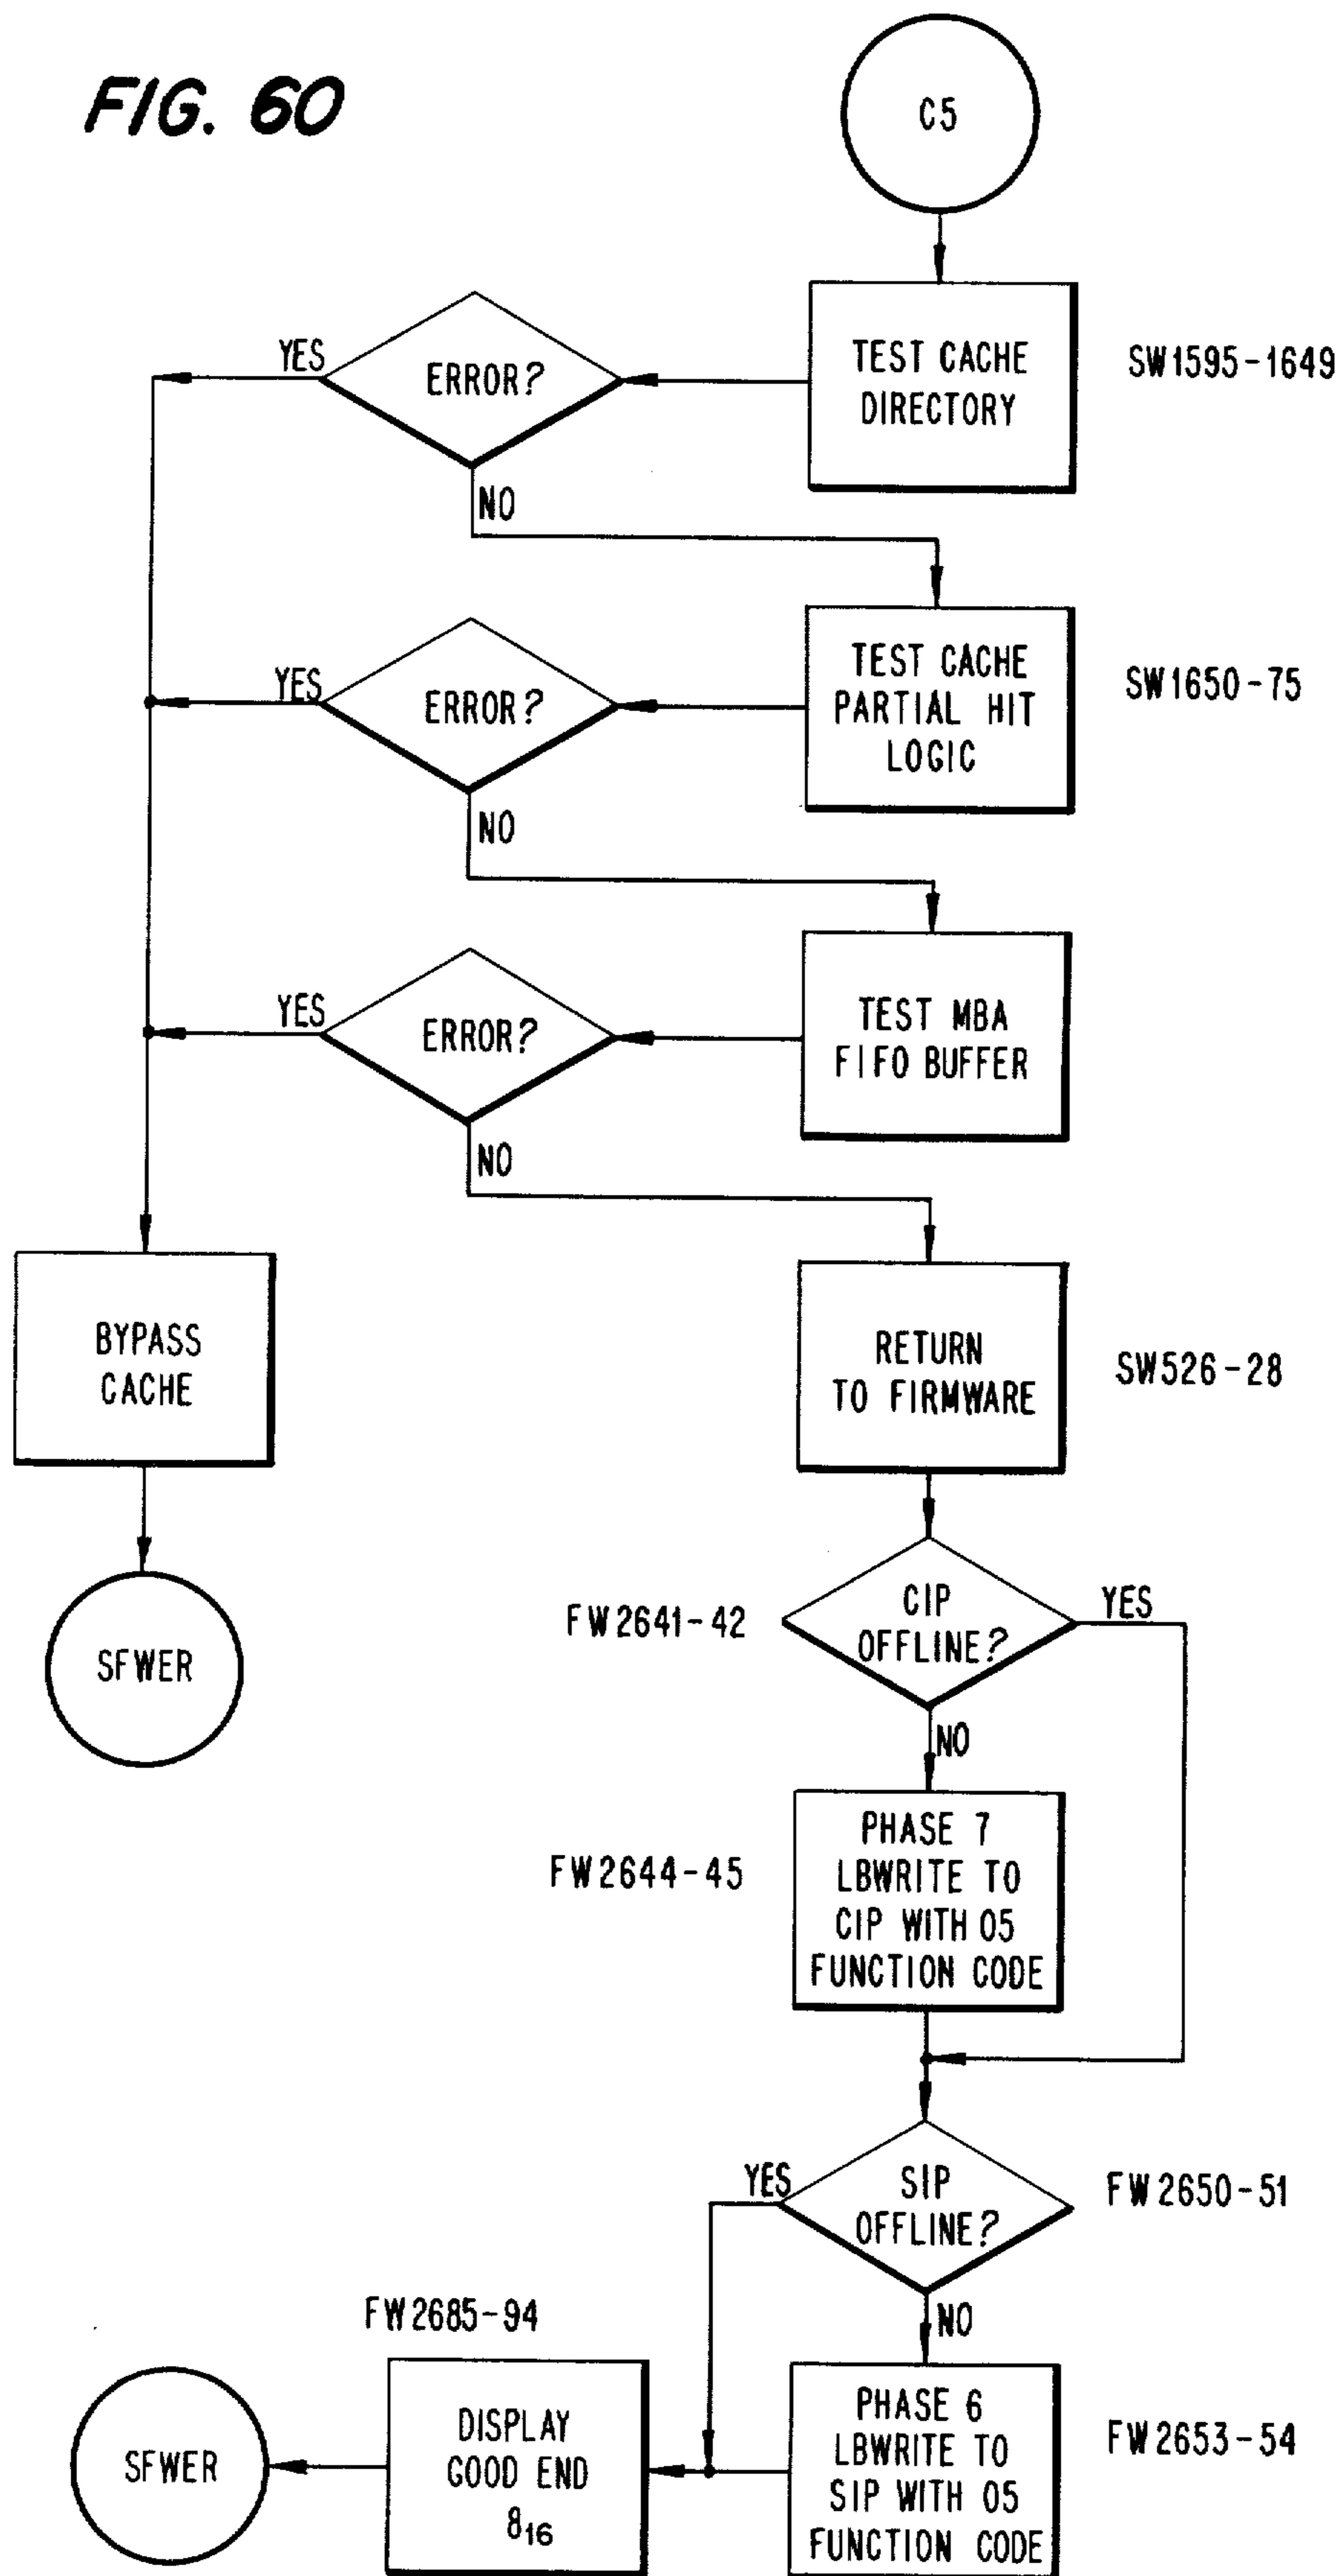 FIG. 60
C5
YES
ERROR?
TEST CACHE
DIRECTORY
SW1595-1649
NO
YES
ERROR?
TEST CACHE
PARTIAL HIT
LOGIC
SW1650-75
NO
YES
ERROR?
TEST MBA
FIFO BUFFER
NO
BYPASS
CACHE
RETURN
TO FIRMWARE
SW526-28
SFWER
FW2641-42
CIP
OFFLINE?
YES
NO
FW2644-45
PHASE 7
LBWRITE TO
CIP WITH 05
FUNCTION CODE
YES
SIP
OFFLINE?
FW2650-51
NO
FW2685-94
SFWER
DISPLAY
GOOD END
8₁₆
PHASE 6
LBWRITE TO
SIP WITH 05
FUNCTION CODE
FW2653-54